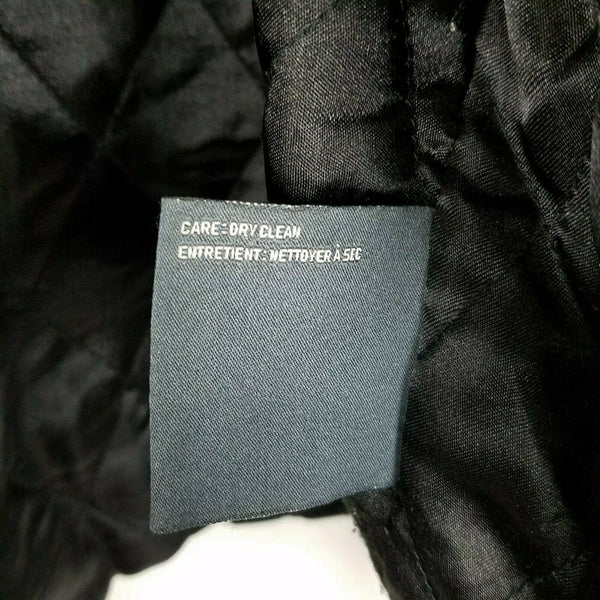 CARE: DRY CLEAN
ENTRETIENT: NETTOYER À SEC